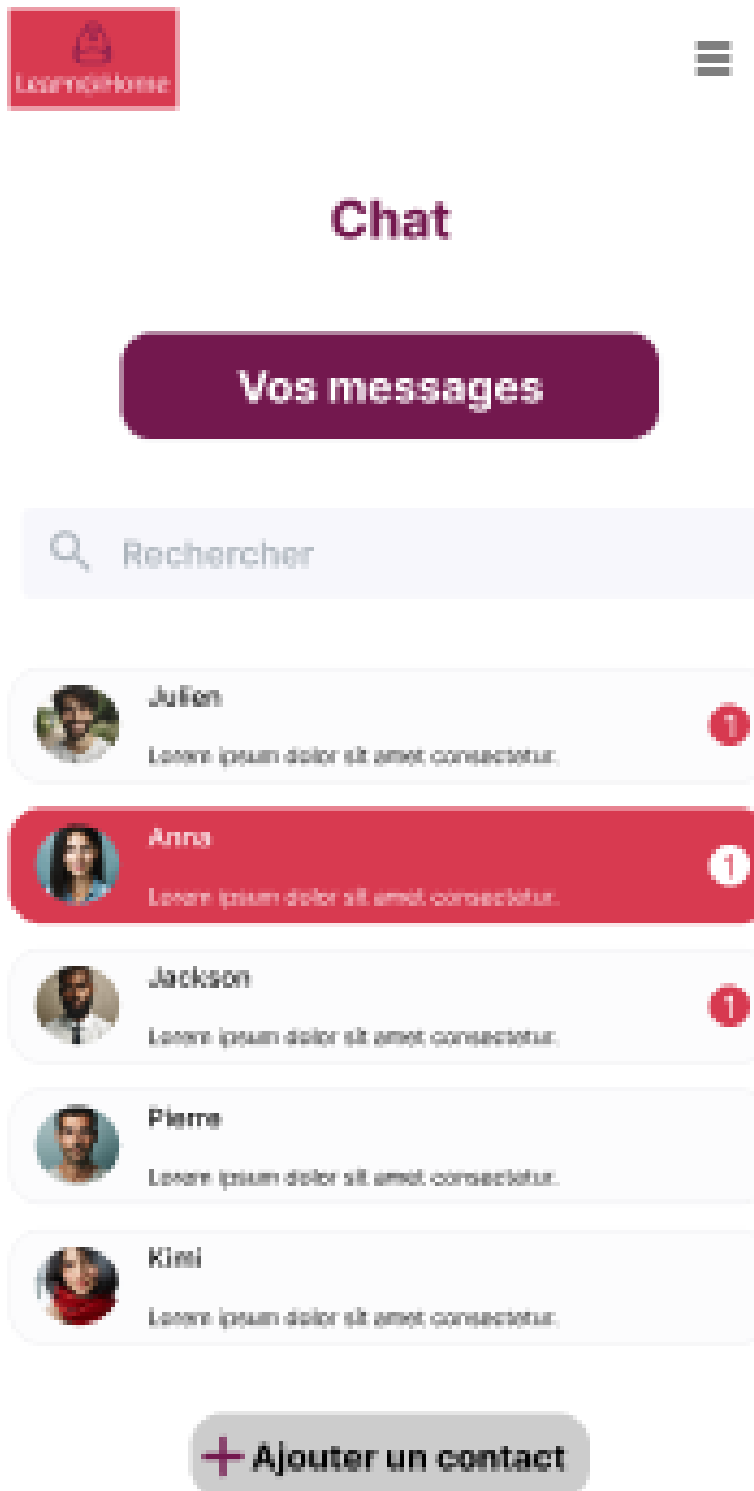 Learn@Home
Chat
Vos messages
Rechercher
Julien
Lorem ipsum dolor sit amet consectetur.
1
Anna
Lorem ipsum dolor sit amet consectetur.
1
Jackson
Lorem ipsum dolor sit amet consectetur.
1
Pierre
Lorem ipsum dolor sit amet consectetur.
Kimi
Lorem ipsum dolor sit amet consectetur.
Ajouter un contact